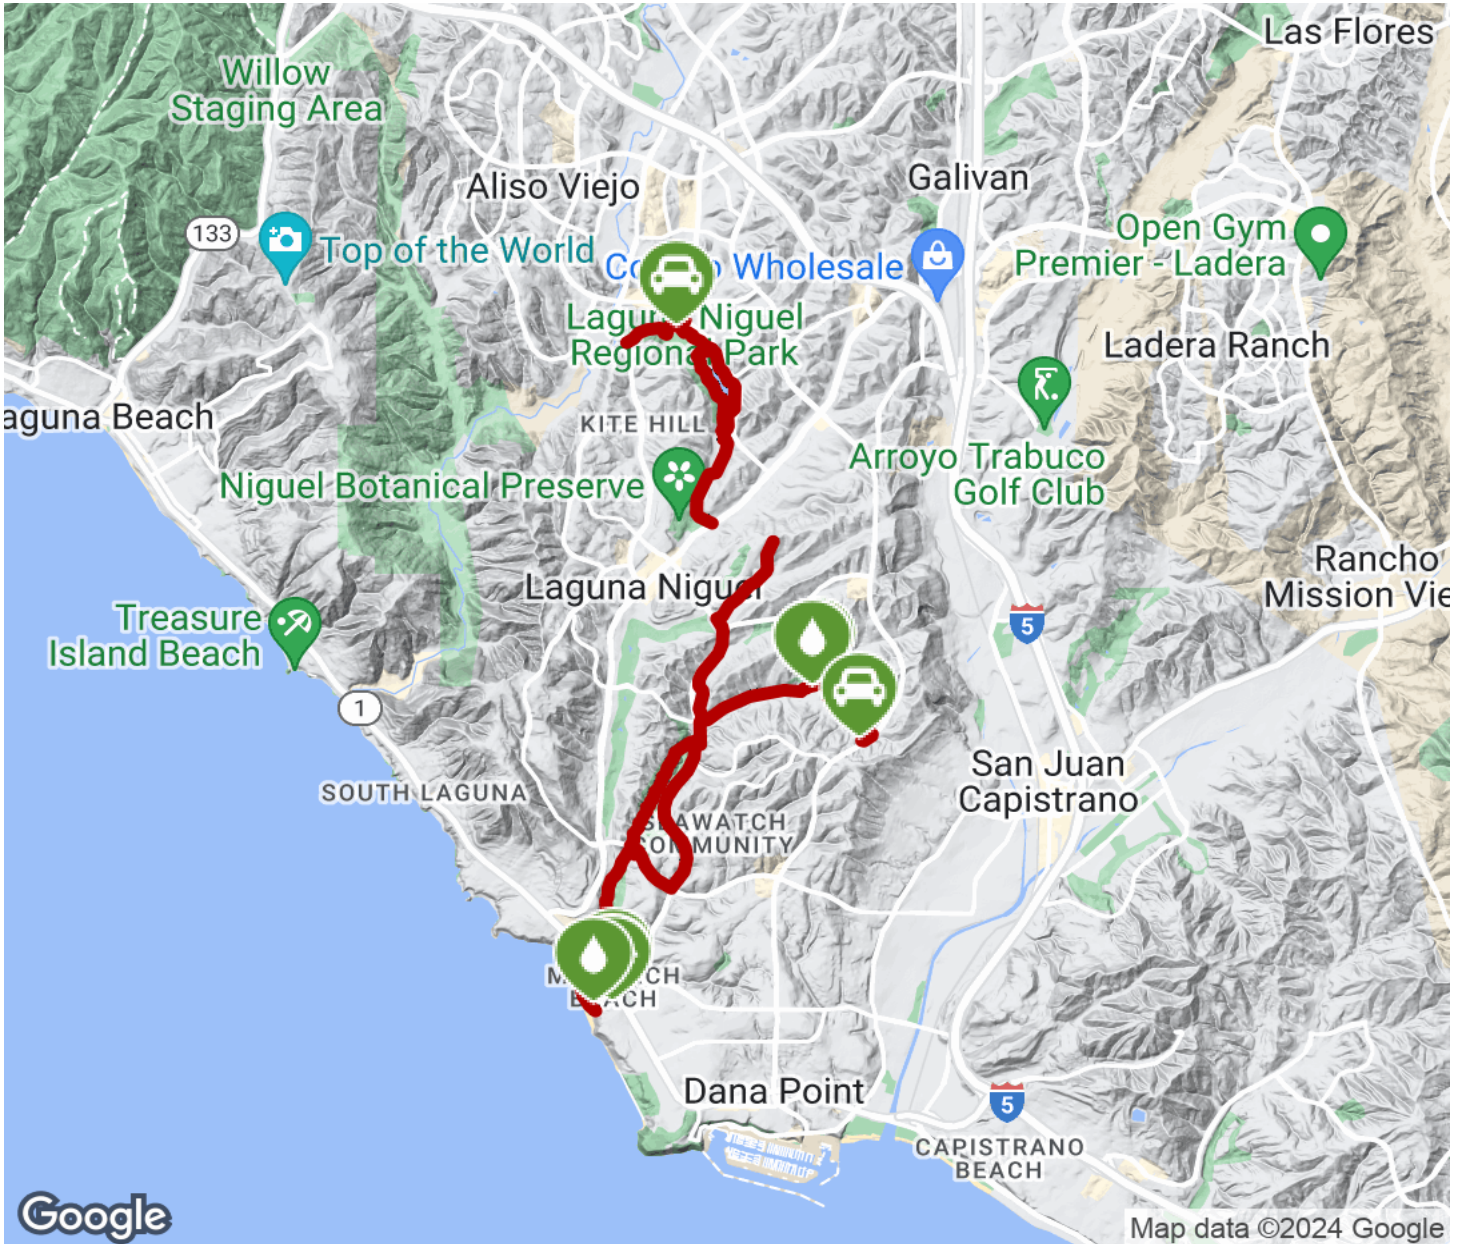 Las Flores
Willow
Staging Area
Aliso Viejo
Galivan
133
Top of the World
Open Gym
Premier - Ladera
Wholesale
Niguel
Park
Ladera Ranch
aguna Beach
KITE HILL
Arroyo Trabuco
Golf Club
Niguel Botanical Preserve
Laguna Niguel
Rancho
Mission Vie
Treasure
Island Beach
5
1
San Juan
Capistrano
SOUTH LAGUNA
Dana Point
5
CAPISTRANO
BEACH
Google
Map data ©2024 Google